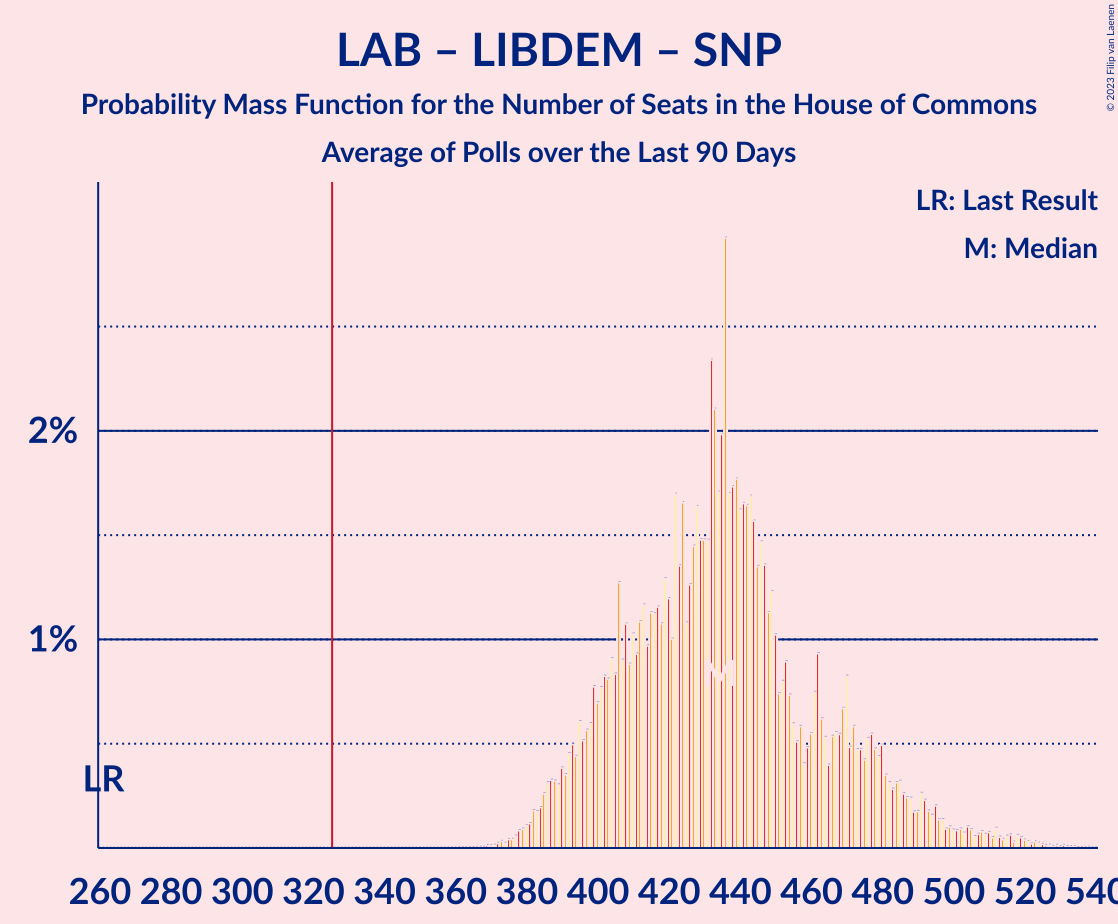 LAB – LIBDEM – SNP
Probability Mass Function for the Number of Seats in the House of Commons
Average of Polls over the Last 90 Days
© 2023 Filip van Laenen
LR: Last Result
M: Median
2%
1%
LR
260 280 300 320 340 360 380 400 420 440 460 480 500 520 540